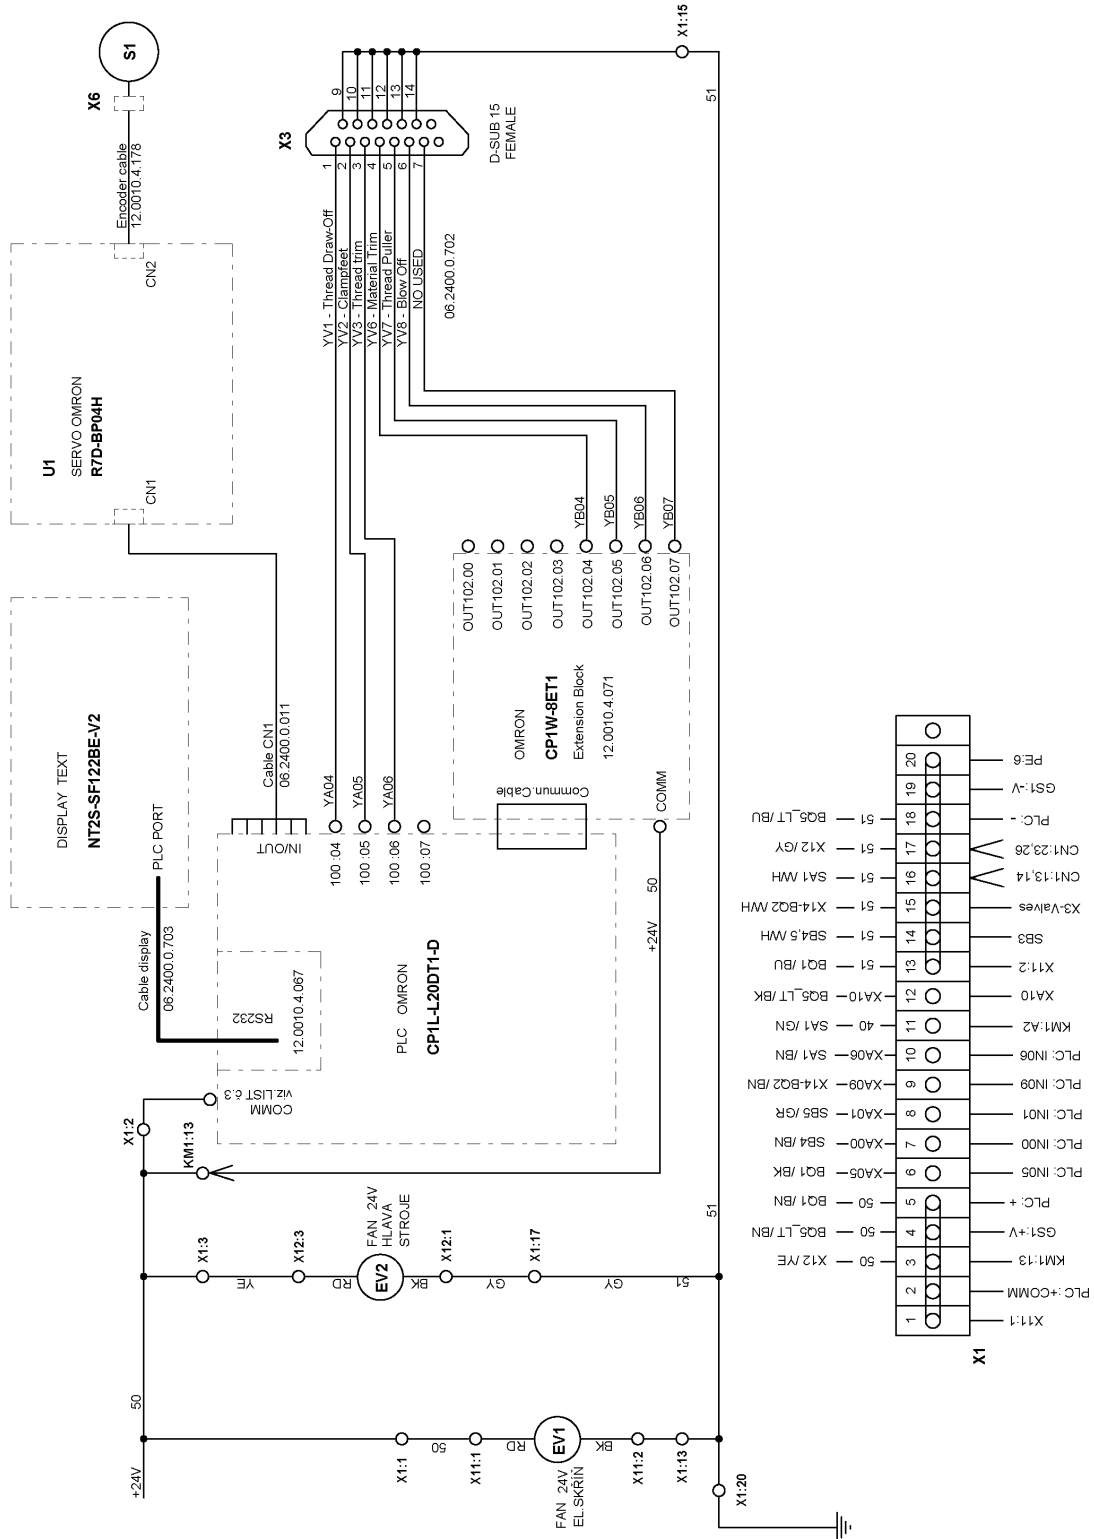 S1
X6
Encoder cable
12.0010.4.178
CN2
U1
SERVO OMRON
R7D-BP04H
CN1
DISPLAY TEXT
NT2S-SF122BE-V2
PLC PORT
Cable display
06.2400.0.703
Cable CN1
06.2400.0.011
IN/OUT
RS232
12.0010.4.067
PLC OMRON
CP1L-L20DT1-D
COMM
viz.LIST č.3
100 :04
100 :05
100 :06
100 :07
YA04
YA05
YA06
X3
D-SUB 15
FEMALE
9
10
11
12
13
14
1
2
3
4
5
6
7
YV1 - Thread Draw-Off
YV2 - Clampfeet
YV3 - Thread trim
YV6 - Material Trim
YV7 - Thread Puller
YV8 - Blow Off
NO USED
06.2400.0.702
OUT102.00
OUT102.01
OUT102.02
OUT102.03
OUT102.04
OUT102.05
OUT102.06
OUT102.07
YB04
YB05
YB06
YB07
OMRON
CP1W-8ET1
Extension Block
12.0010.4.071
Commun.Cable
COMM
50
+24V
X1:15
51
X1:2
KM1:13
X1:3
YE
X12:3
RD
FAN 24V
HLAVA
STROJE
EV2
BK
X12:1
GY
X1:17
GY
51
51
+24V
50
X1:1
50
X11:1
RD
FAN 24V
EL.SKŘÍŇ
EV1
BK
X11:2
X1:13
X1:20
X1
1
X11:1
2
PLC:+COMM
X12 /YE
50
3
KM1:13
BQ5_LT /BN
50
4
GS1:+V
BQ1 /BN
50
5
PLC: +
BQ1 /BK
XA05
6
PLC: IN05
SB4 /BN
XA00
7
PLC: IN00
SB5 /GR
XA01
8
PLC: IN01
X14-BQ2 /BN
XA09
9
PLC: IN09
SA1 /BN
XA06
10
PLC: IN06
SA1 /GN
40
11
KM1:A2
BQ5_LT /BK
XA10
12
XA10
BQ1 /BU
51
13
X11:2
SB4,5 /WH
51
14
SB3
X14-BQ2 /WH
51
15
X3-Valves
SA1 /WH
51
16
CN1:13,14
X12 /GY
51
17
CN1:23,26
BQ5_LT /BU
51
18
PLC: -
19
GS1:-V
20
PE:6